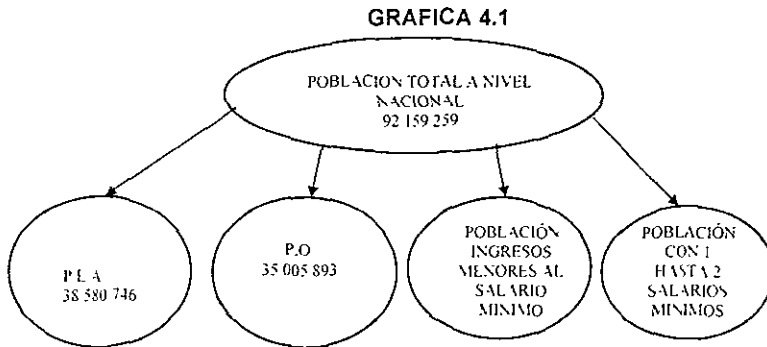 GRAFICA 4.1
POBLACION TOTAL A NIVEL
NACIONAL
92 159 259
P E A
38 580 746
P.O
35 005 893
POBLACIÓN
INGRESOS
MENORES AL
SALARIO
MINIMO
POBLACIÓN
CON 1
HASTA 2
SALARIOS
MINIMOS